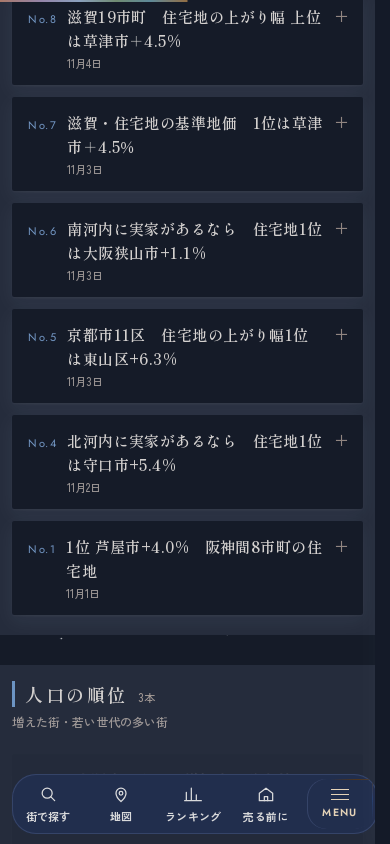 No.8
滋賀19市町　住宅地の上がり幅 上位
は草津市＋4.5％
11月4日
No.7
滋賀・住宅地の基準地価　1位は草津
市＋4.5%
11月3日
No.6
南河内に実家があるなら　住宅地1位
は大阪狭山市+1.1％
11月3日
No.5
京都市11区　住宅地の上がり幅1位
は東山区+6.3％
11月3日
No.4
北河内に実家があるなら　住宅地1位
は守口市+5.4％
11月2日
No.1
1位 芦屋市+4.0％　阪神間8市町の住
宅地
11月1日
人口の順位 3本
増えた街・若い世代の多い街
街で探す
地図
ランキング
売る前に
MENU